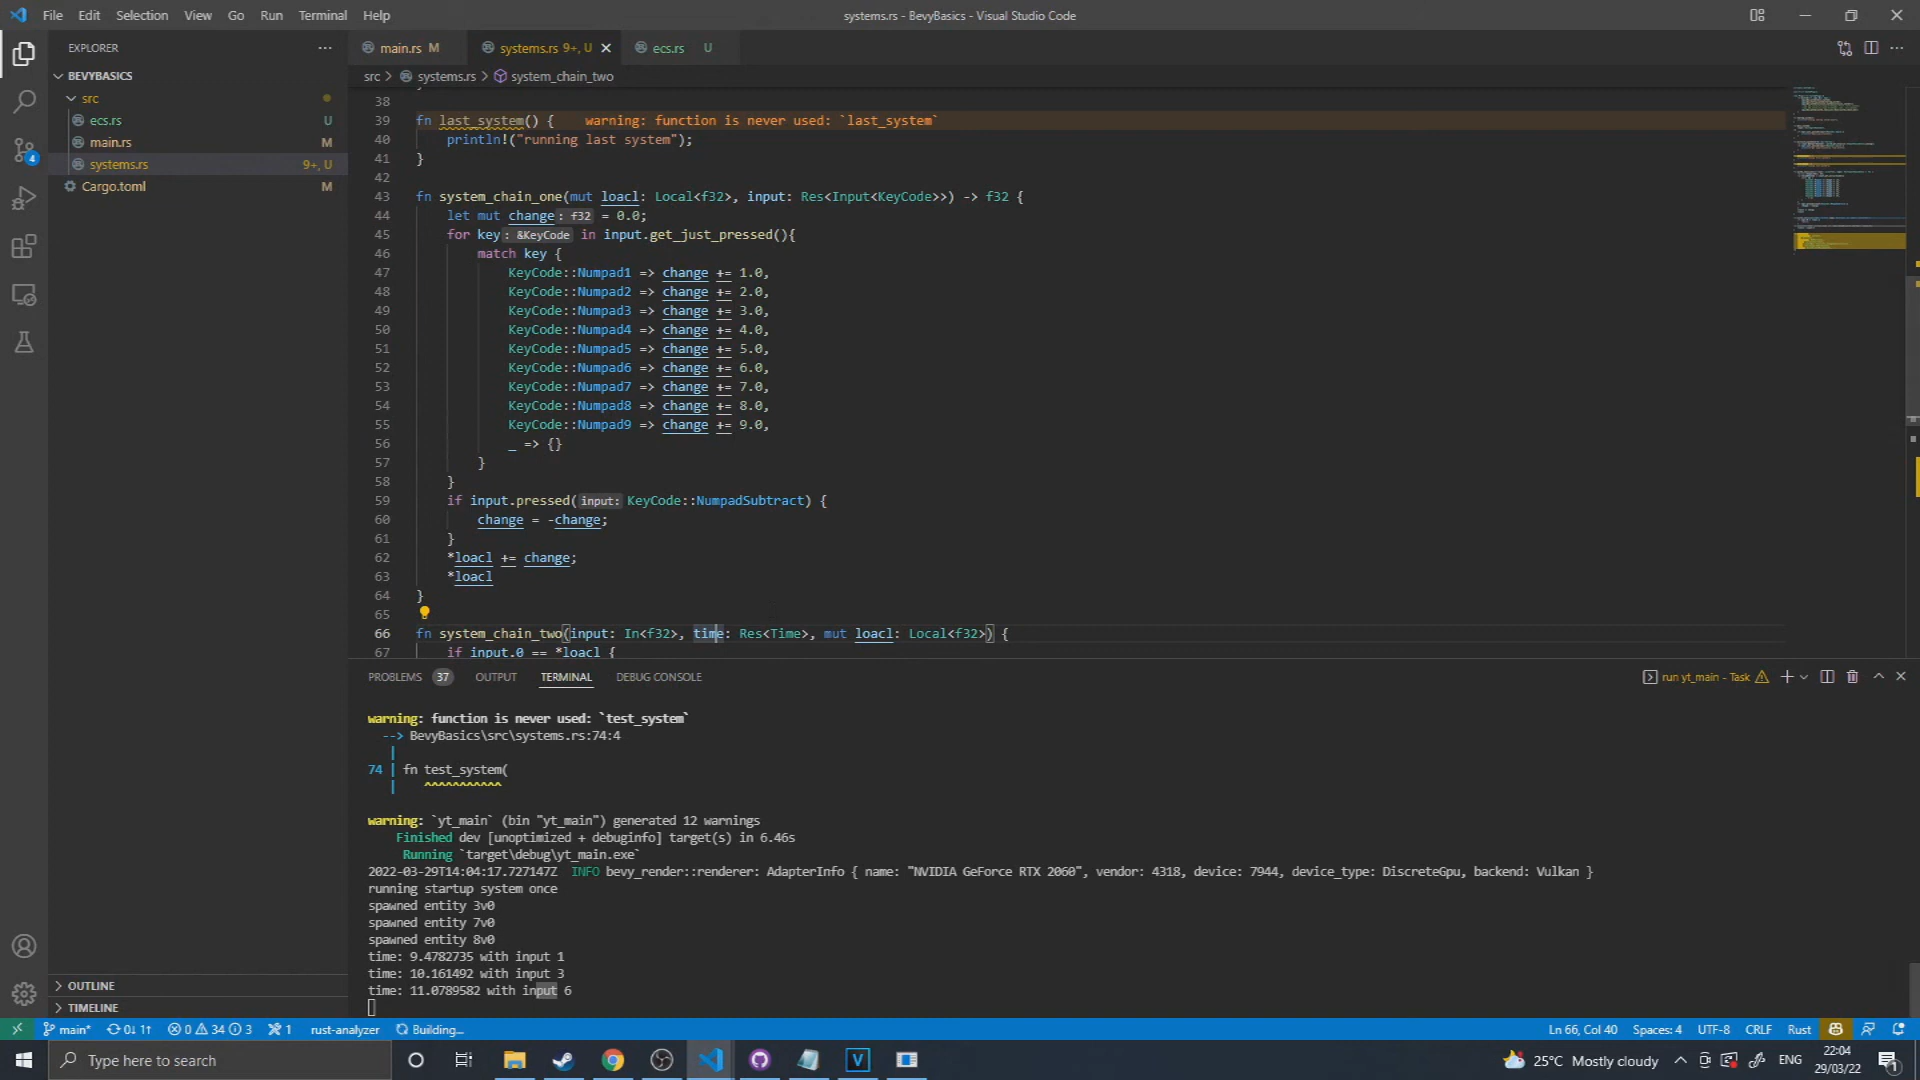 File Edit Selection View Go Run Terminal Help
systems.rs - BevyBasics - Visual Studio Code
EXPLORER
BEVYBASICS
src
ecs.rs U
main.rs M
systems.rs 9+, U
Cargo.toml M
OUTLINE
TIMELINE
4
main.rs M
systems.rs 9+, U
ecs.rs U
src > systems.rs > system_chain_two
38
39 fn last_system() { warning: function is never used: `last_system`
40 println!("running last system");
41 }
42
43 fn system_chain_one(mut loacl: Local<f32>, input: Res<Input<KeyCode>>) -> f32 {
44 let mut change: f32 = 0.0;
45 for key: &KeyCode in input.get_just_pressed(){
46 match key {
47 KeyCode::Numpad1 => change += 1.0,
48 KeyCode::Numpad2 => change += 2.0,
49 KeyCode::Numpad3 => change += 3.0,
50 KeyCode::Numpad4 => change += 4.0,
51 KeyCode::Numpad5 => change += 5.0,
52 KeyCode::Numpad6 => change += 6.0,
53 KeyCode::Numpad7 => change += 7.0,
54 KeyCode::Numpad8 => change += 8.0,
55 KeyCode::Numpad9 => change += 9.0,
56 _ => {}
57 }
58 }
59 if input.pressed(input: KeyCode::NumpadSubtract) {
60 change = -change;
61 }
62 *loacl += change;
63 *loacl
64 }
65
66 fn system_chain_two(input: In<f32>, time: Res<Time>, mut loacl: Local<f32>) {
67 if input.0 == *loacl {
PROBLEMS 37 OUTPUT TERMINAL DEBUG CONSOLE
run yt_main - Task
warning: function is never used: `test_system`
--> BevyBasics\src\systems.rs:74:4
|
74 | fn test_system(
| ^^^^^^^^^^^
warning: `yt_main` (bin "yt_main") generated 12 warnings
Finished dev [unoptimized + debuginfo] target(s) in 6.46s
Running `target\debug\yt_main.exe`
2022-03-29T14:04:17.727147Z INFO bevy_render::renderer: AdapterInfo { name: "NVIDIA GeForce RTX 2060", vendor: 4318, device: 7944, device_type: DiscreteGpu, backend: Vulkan }
running startup system once
spawned entity 3v0
spawned entity 7v0
spawned entity 8v0
time: 9.4782735 with input 1
time: 10.161492 with input 3
time: 11.0789582 with input 6
main* 0↓ 1↑ 0 34 3 1 rust-analyzer Building...
Ln 66, Col 40 Spaces: 4 UTF-8 CRLF Rust
Type here to search
25°C Mostly cloudy ENG
22:04
29/03/22
1